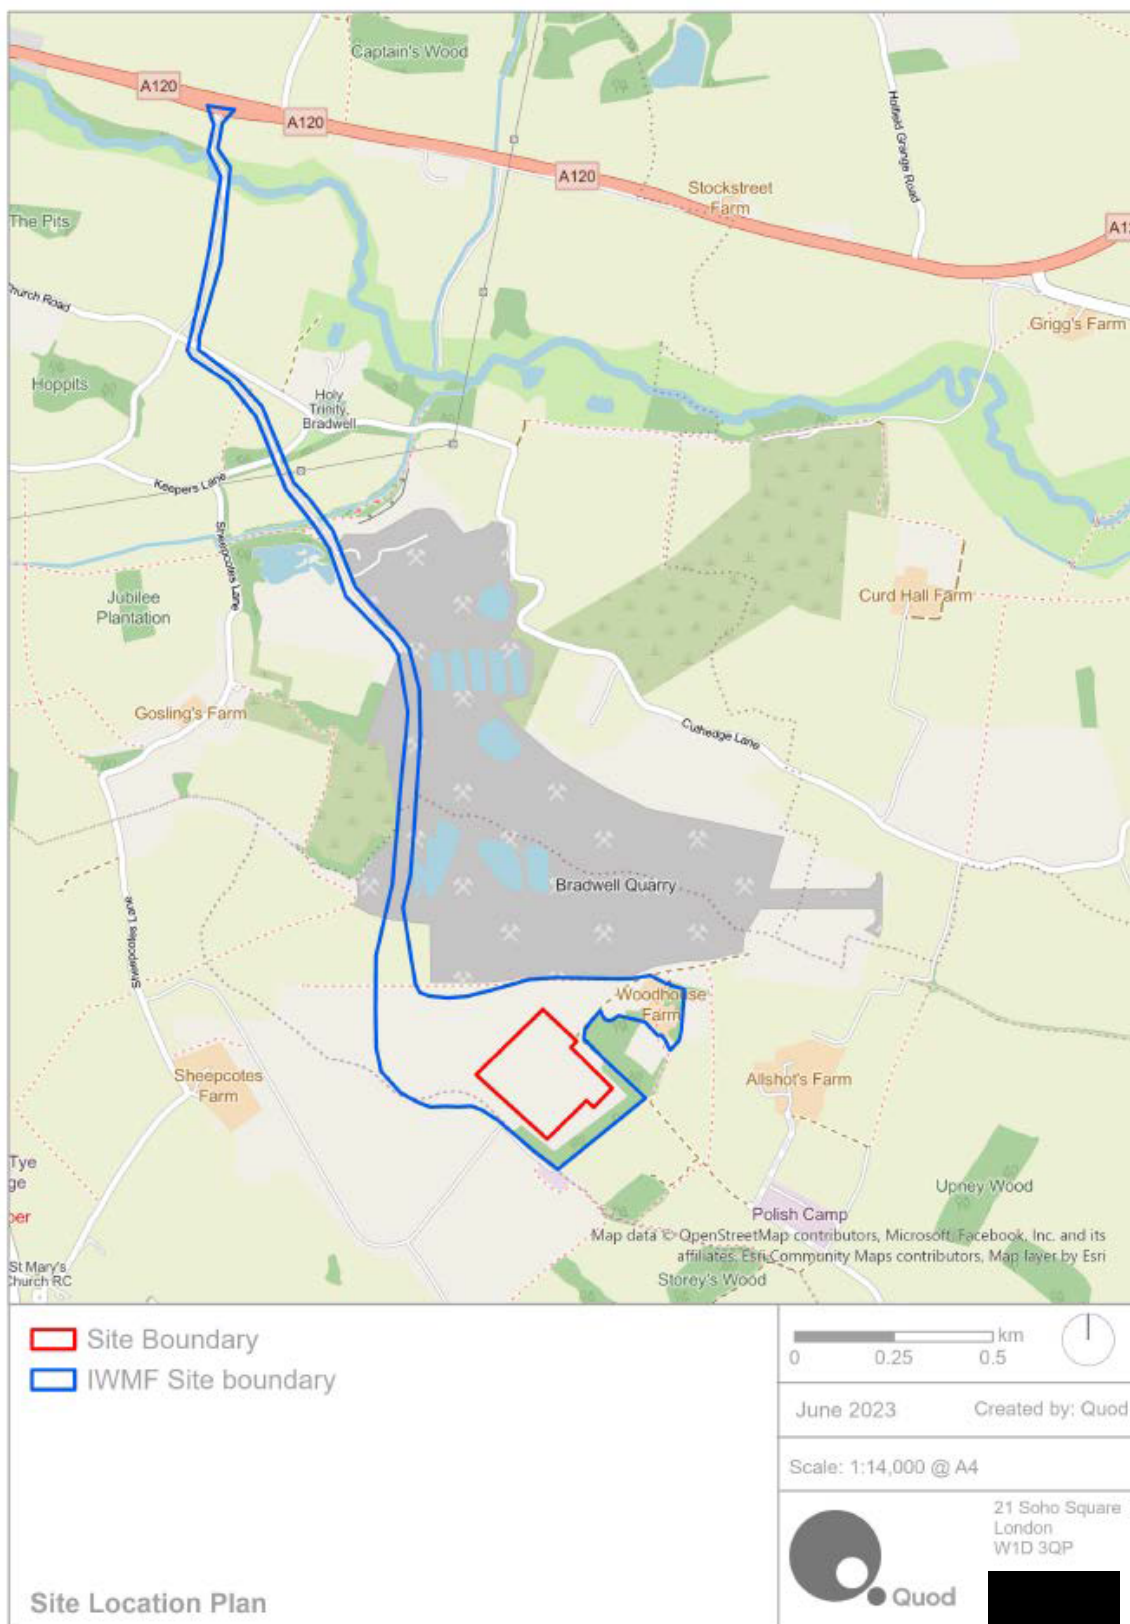 Captain's Wood
A120
A120
A120
Holfield Grange Road
Stockstreet
Farm
The Pits
Church Road
Grigg's Farm
Hoppits
Holy
Trinity,
Bradwell
Keepers Lane
Sheepcotes Lane
Jubilee
Plantation
Curd Hall Farm
Gosling's Farm
Cuthedge Lane
Bradwell Quarry
Sheepcotes Lane
Woodhouse
Farm
Sheepcotes
Farm
Allshot's Farm
Tye
ge
per
Upney Wood
Polish Camp
Map data © OpenStreetMap contributors, Microsoft, Facebook, Inc. and its
affiliates, Esri Community Maps contributors, Map layer by Esri
St Mary's
Church RC
Storey's Wood
Site Boundary
IWMF Site boundary
km
0 0.25 0.5
June 2023 Created by: Quod
Scale: 1:14,000 @ A4
21 Soho Square
London
W1D 3QP
Quod
Site Location Plan